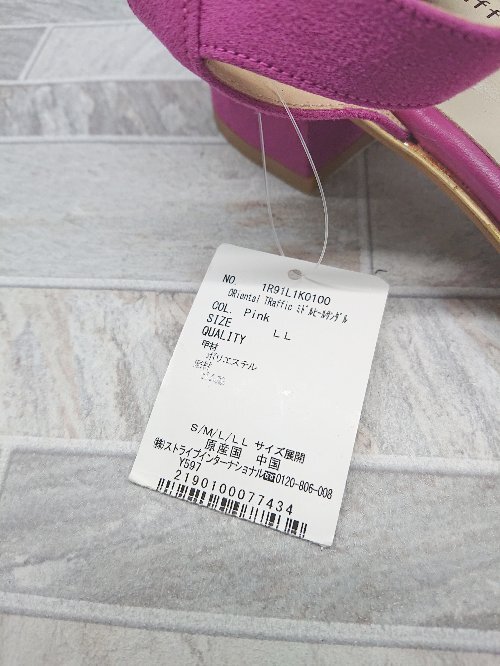 NO. 1R91L1K0100
ORiental TRaffic ミドルヒールサンダル
COL. Pink
SIZE LL
QUALITY
甲材
ポリエステル
S/M/L/LL サイズ展開
原産国 中国
㈱ストライプインターナショナル 0120-806-008
Y597
2190100077434